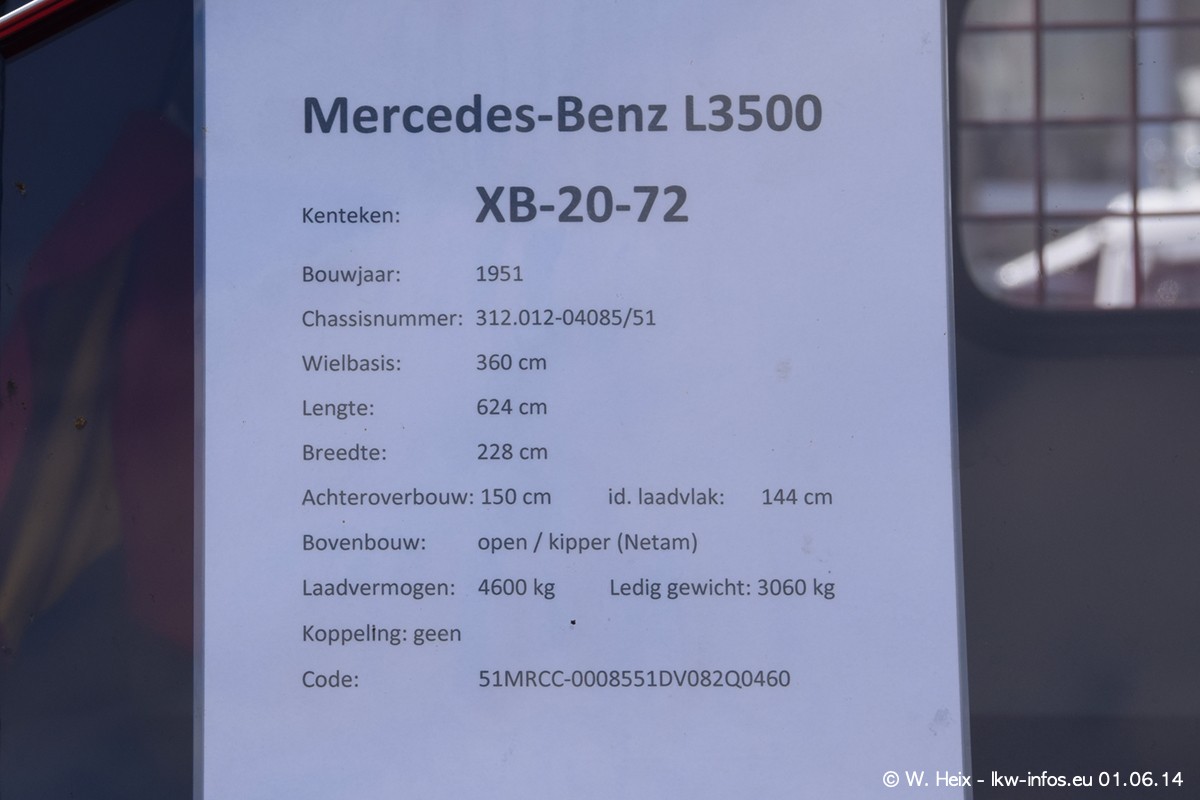 Mercedes-Benz L3500
Kenteken: XB-20-72
Bouwjaar: 1951
Chassisnummer: 312.012-04085/51
Wielbasis: 360 cm
Lengte: 624 cm
Breedte: 228 cm
Achteroverbouw: 150 cm id. laadvlak: 144 cm
Bovenbouw: open / kipper (Netam)
Laadvermogen: 4600 kg Ledig gewicht: 3060 kg
Koppeling: geen
Code: 51MRCC-0008551DV082Q0460
© W. Heix - lkw-infos.eu 01.06.14